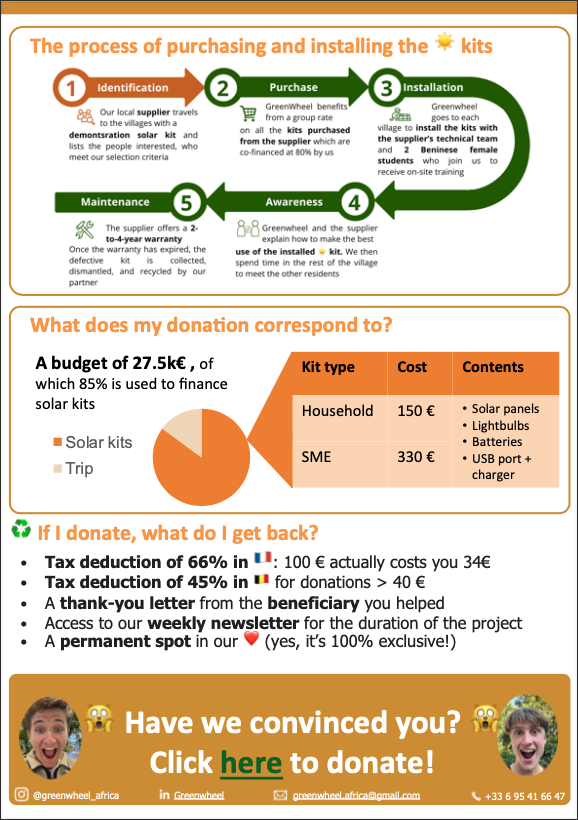 The process of purchasing and installing the ☀️ kits
1 Identification
Our local supplier travels
to the villages with a
demontsration solar kit and
lists the people interested, who
meet our selection criteria
2 Purchase
GreenWheel benefits
from a group rate
on all the kits purchased
from the supplier which are
co-financed at 80% by us
3 Installation
Greenwheel
goes to each
village to install the kits with
the supplier's technical team
and 2 Beninese female
students who join us to
receive on-site training
4 Awareness
Greenwheel and the supplier
explain how to make the best
use of the installed ☀️ kit. We then
spend time in the rest of the village
to meet the other residents
5 Maintenance
The supplier offers a 2-
to-4-year warranty
Once the warranty has expired, the
defective kit is collected,
dismantled, and recycled by our
partner
What does my donation correspond to?
A budget of 27.5k€ , of
which 85% is used to finance
solar kits
Solar kits
Trip
Kit type Cost Contents
Household 150 €
SME 330 €
• Solar panels
• Lightbulbs
• Batteries
• USB port +
charger
♻️ If I donate, what do I get back?
• Tax deduction of 66% in 🇫🇷: 100 € actually costs you 34€
• Tax deduction of 45% in 🇧🇪 for donations > 40 €
• A thank-you letter from the beneficiary you helped
• Access to our weekly newsletter for the duration of the project
• A permanent spot in our ❤️ (yes, it's 100% exclusive!)
😱 Have we convinced you? 😱
Click here to donate!
@greenwheel_africa
in Greenwheel
greenwheel.africa@gmail.com
+33 6 95 41 66 47